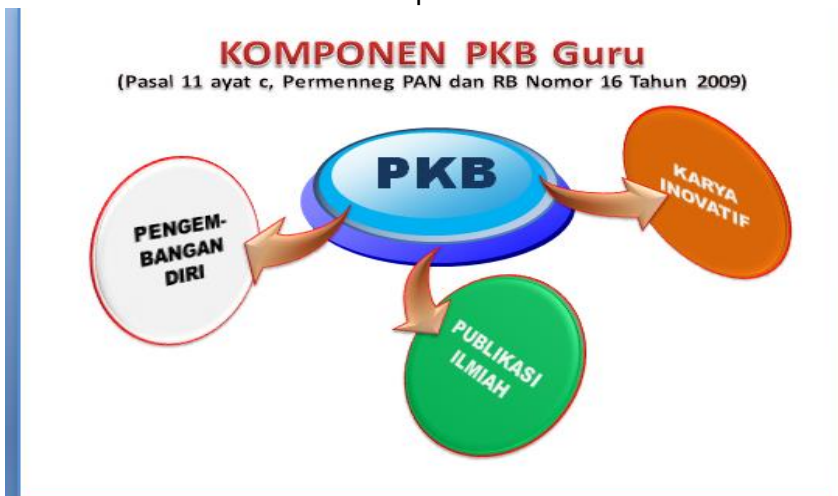 KOMPONEN PKB Guru
(Pasal 11 ayat c, Permenneg PAN dan RB Nomor 16 Tahun 2009)
PKB
PENGEM-
BANGAN
DIRI
PUBLIKASI
ILMIAH
KARYA
INOVATIF